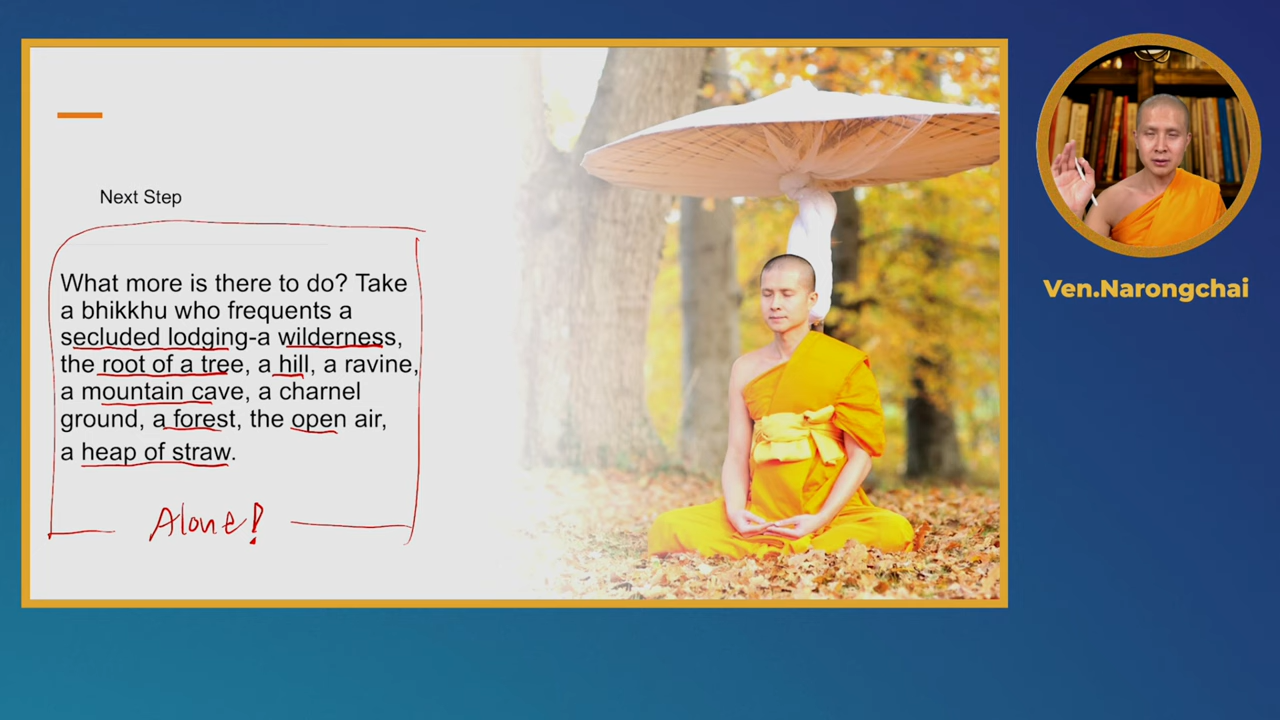 Next Step
What more is there to do? Take
a bhikkhu who frequents a
secluded lodging-a wilderness,
the root of a tree, a hill, a ravine,
a mountain cave, a charnel
ground, a forest, the open air,
a heap of straw.
Alone!
Ven.Narongchai